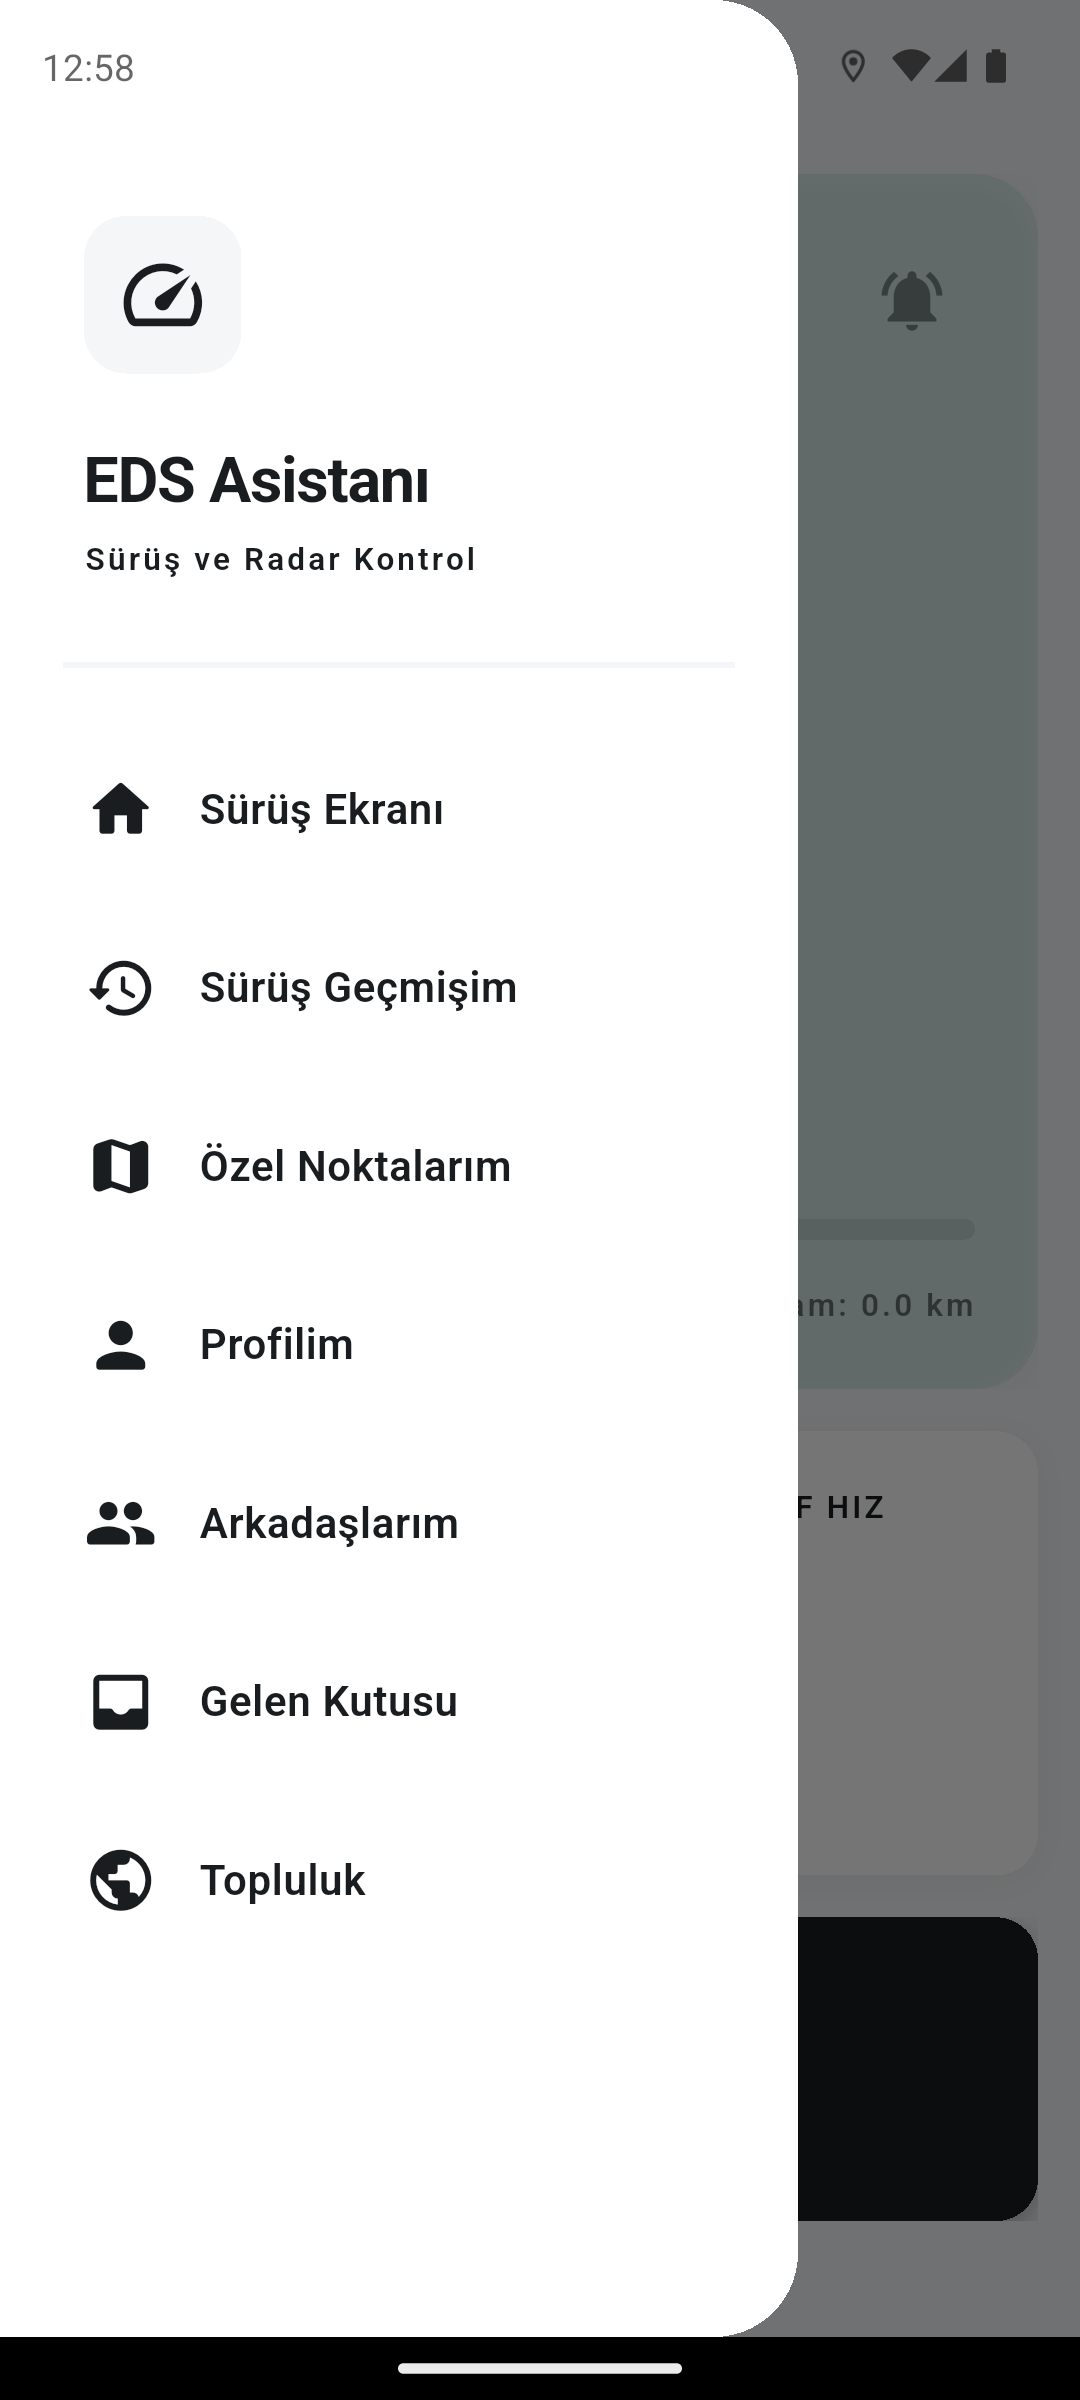 12:58
EDS Asistanı
Sürüş ve Radar Kontrol
Sürüş Ekranı
Sürüş Geçmişim
Özel Noktalarım
Profilim
Arkadaşlarım
Gelen Kutusu
Topluluk
am: 0.0 km
F HIZ